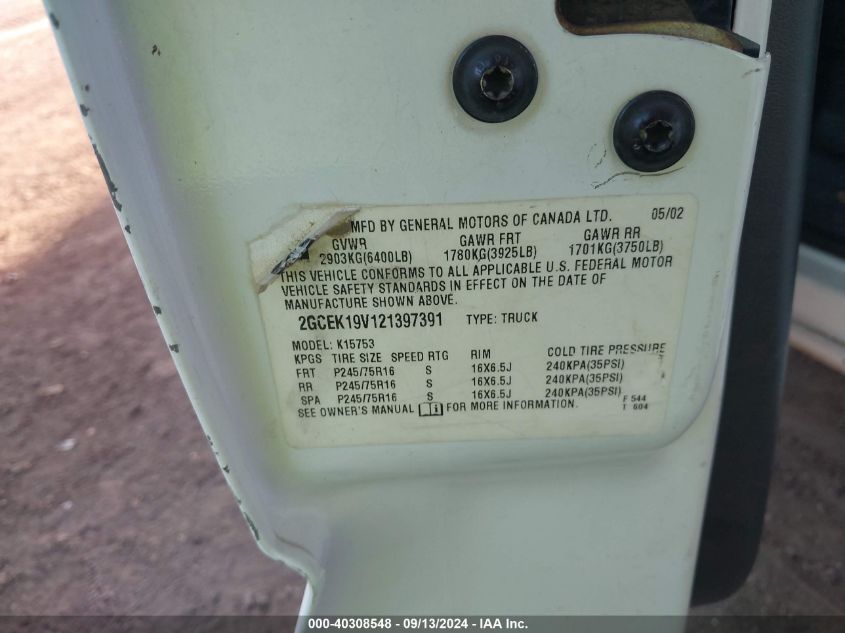 MFD BY GENERAL MOTORS OF CANADA LTD. 05/02
GVWR GAWR FRT GAWR RR
2903KG(6400LB) 1780KG(3925LB) 1701KG(3750LB)
THIS VEHICLE CONFORMS TO ALL APPLICABLE U.S. FEDERAL MOTOR
VEHICLE SAFETY STANDARDS IN EFFECT ON THE DATE OF
MANUFACTURE SHOWN ABOVE.
2GCEK19V121397391 TYPE: TRUCK
MODEL: K15753
KPGS TIRE SIZE SPEED RTG RIM COLD TIRE PRESSURE
FRT P245/75R16 S 16X6.5J 240KPA(35PSI)
RR P245/75R16 S 16X6.5J 240KPA(35PSI)
SPA P245/75R16 S 16X6.5J 240KPA(35PSI)
SEE OWNER'S MANUAL FOR MORE INFORMATION.
F 544
T 604
000-40308548 - 09/13/2024 - IAA Inc.